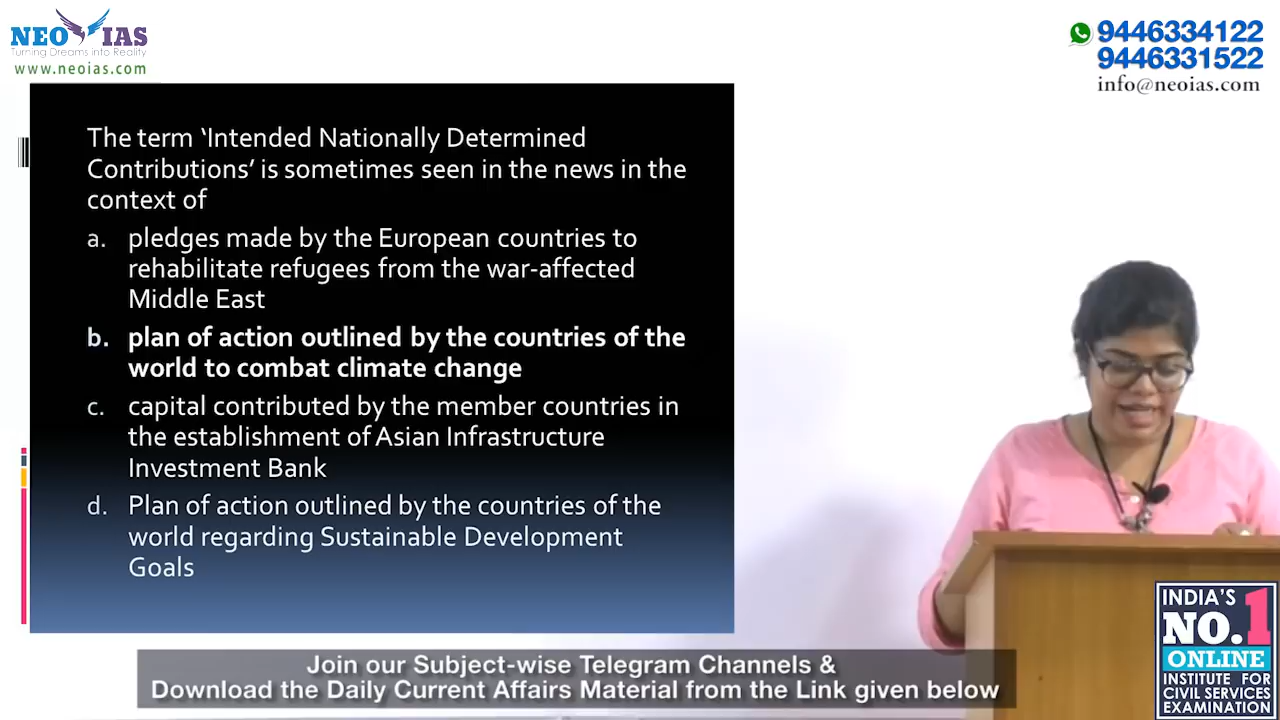 NEO IAS
Turning Dreams into Reality
www.neoias.com
9446334122
9446331522
info@neoias.com
The term ‘Intended Nationally Determined
Contributions’ is sometimes seen in the news in the
context of
a. pledges made by the European countries to
rehabilitate refugees from the war-affected
Middle East
b. plan of action outlined by the countries of the
world to combat climate change
c. capital contributed by the member countries in
the establishment of Asian Infrastructure
Investment Bank
d. Plan of action outlined by the countries of the
world regarding Sustainable Development
Goals
INDIA'S
NO.1
ONLINE
INSTITUTE FOR
CIVIL SERVICES
EXAMINATION
Join our Subject-wise Telegram Channels &
Download the Daily Current Affairs Material from the Link given below